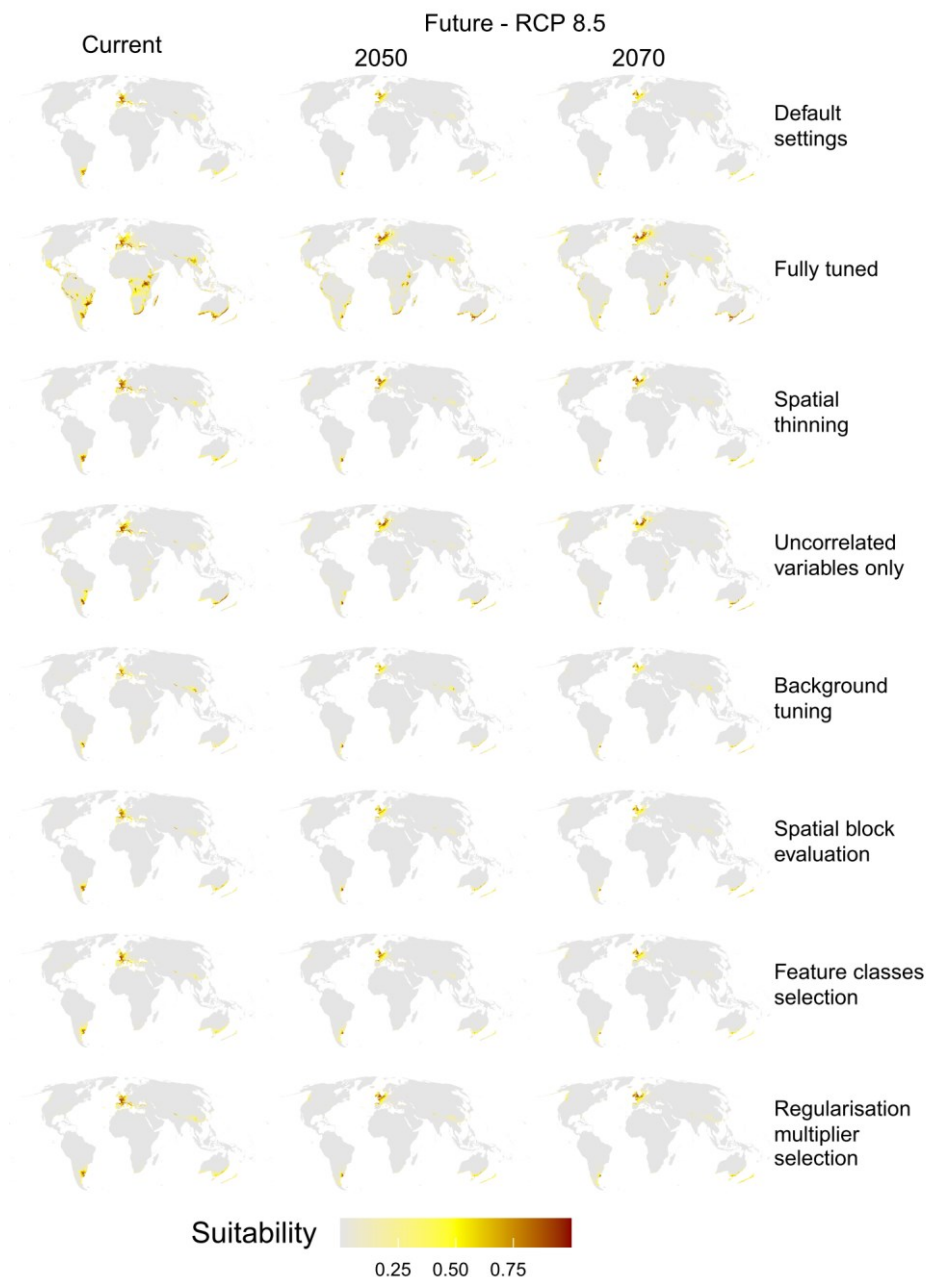 Future - RCP 8.5
Current
2050
2070
Default
settings
Fully tuned
Spatial
thinning
Uncorrelated
variables only
Background
tuning
Spatial block
evaluation
Feature classes
selection
Regularisation
multiplier
selection
Suitability
0.25 0.50 0.75